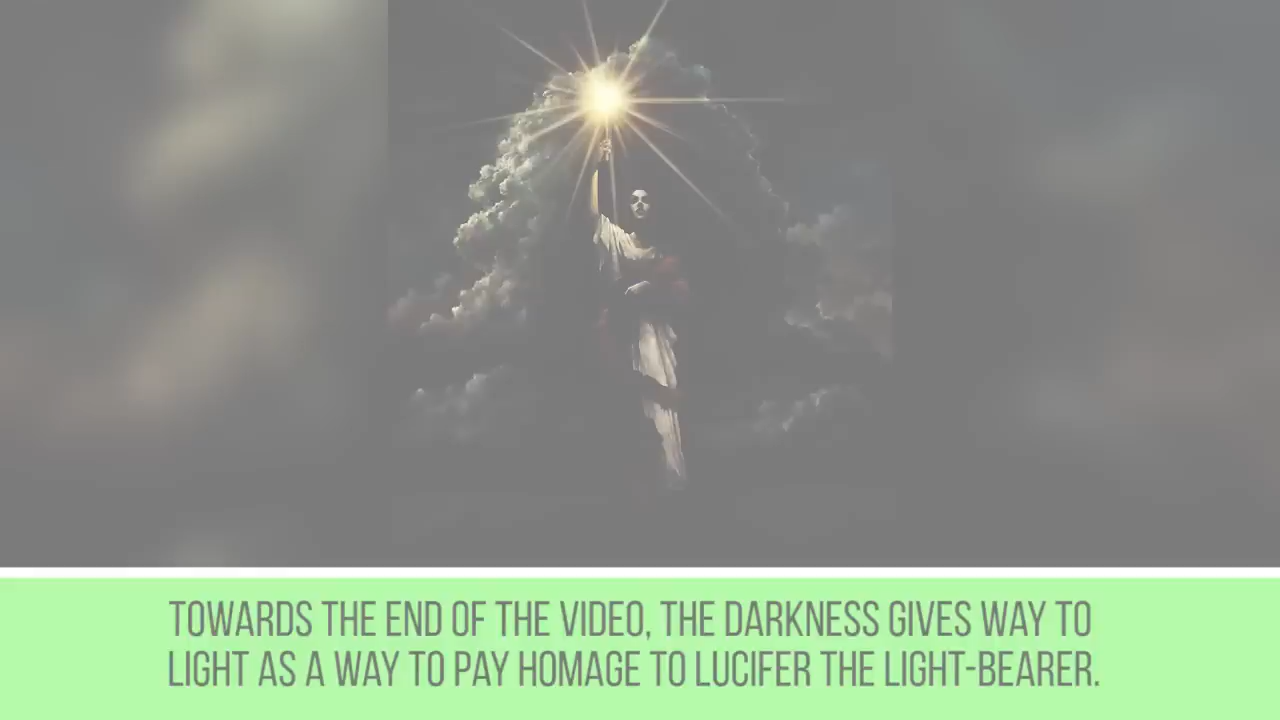 TOWARDS THE END OF THE VIDEO, THE DARKNESS GIVES WAY TO
LIGHT AS A WAY TO PAY HOMAGE TO LUCIFER THE LIGHT-BEARER.